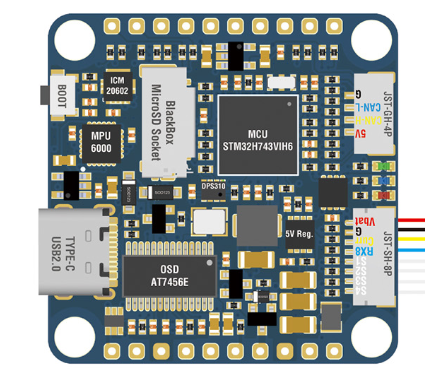 ICM
20602
BOOT
MPU
6000
BlackBox
MicroSD Socket
MCU
STM32H743VIH6
JST-GH-4P
G
CAN-L
5V
DPS310
TYPE-C
USB2.0
OSD
AT7456E
5V Reg.
JST-SH-8P
Vbat
G
RX8